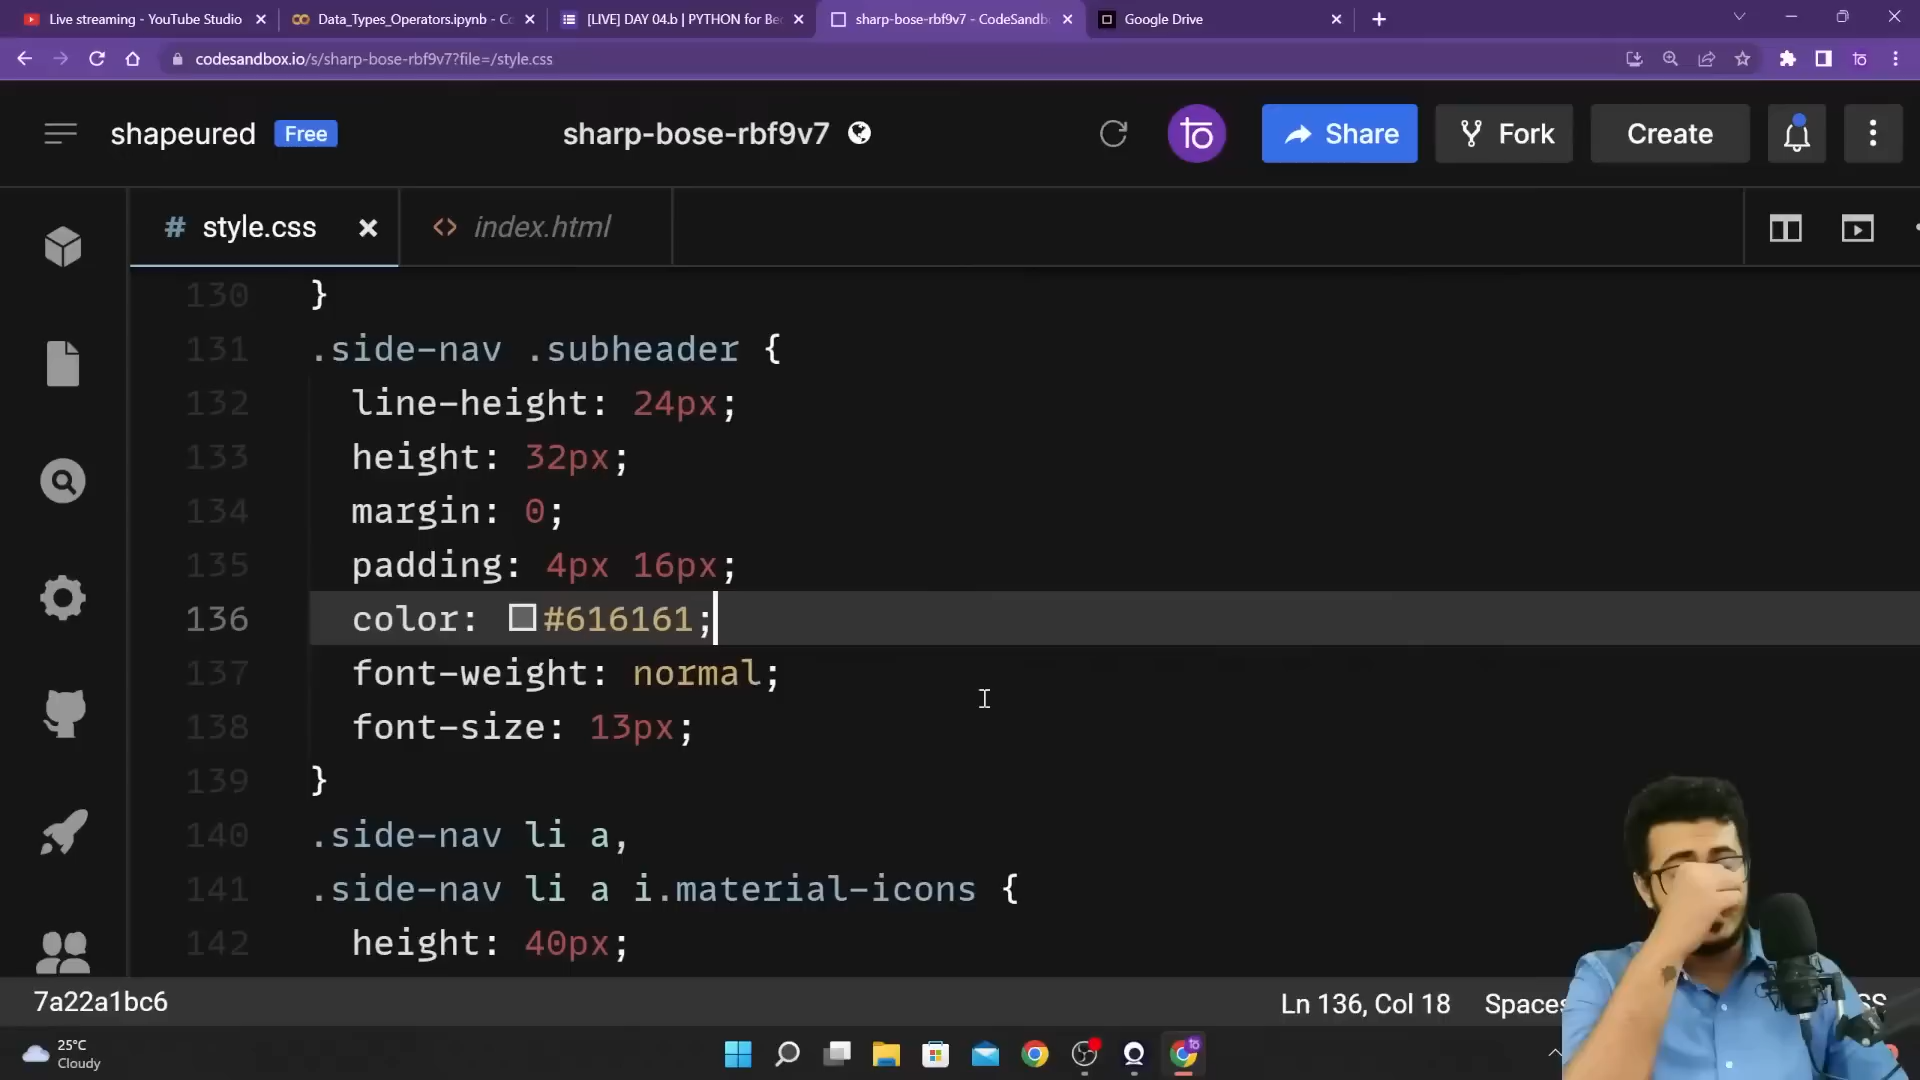 Live streaming - YouTube Studio
Data_Types_Operators.ipynb - Co
[LIVE] DAY 04.b | PYTHON for Be
sharp-bose-rbf9v7 - CodeSandb
Google Drive
codesandbox.io/s/sharp-bose-rbf9v7?file=/style.css
shapeured Free
sharp-bose-rbf9v7
Share
Fork
Create
# style.css
<> index.html
130 }
131 .side-nav .subheader {
132 line-height: 24px;
133 height: 32px;
134 margin: 0;
135 padding: 4px 16px;
136 color: #616161;
137 font-weight: normal;
138 font-size: 13px;
139 }
140 .side-nav li a,
141 .side-nav li a i.material-icons {
142 height: 40px;
7a22a1bc6
Ln 136, Col 18
25°C
Cloudy